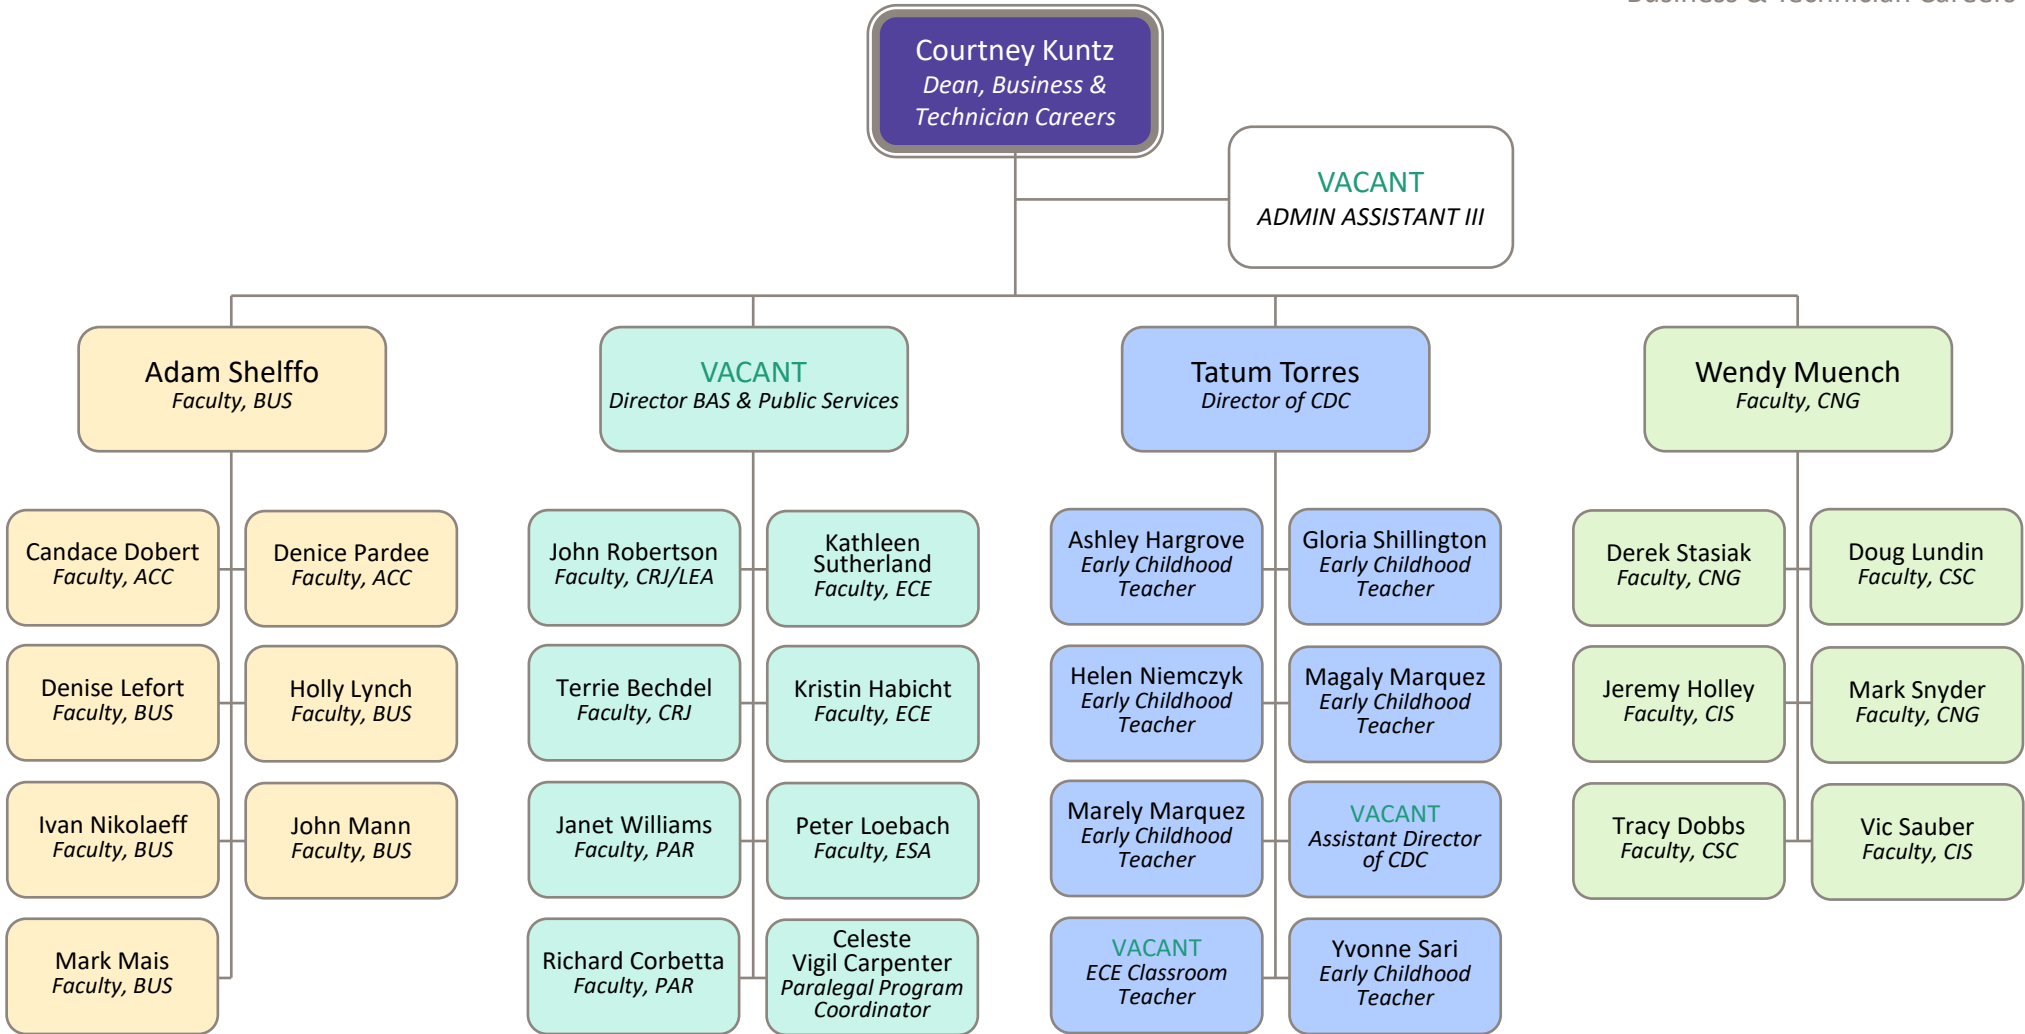 Business & Technician Careers
Courtney Kuntz
Dean, Business &
Technician Careers
VACANT
ADMIN ASSISTANT III
Adam Shelffo
Faculty, BUS
VACANT
Director BAS & Public Services
Tatum Torres
Director of CDC
Wendy Muench
Faculty, CNG
Candace Dobert
Faculty, ACC
Denice Pardee
Faculty, ACC
Denise Lefort
Faculty, BUS
Holly Lynch
Faculty, BUS
Ivan Nikolaeff
Faculty, BUS
John Mann
Faculty, BUS
Mark Mais
Faculty, BUS
John Robertson
Faculty, CRJ/LEA
Kathleen
Sutherland
Faculty, ECE
Terrie Bechdel
Faculty, CRJ
Kristin Habicht
Faculty, ECE
Janet Williams
Faculty, PAR
Peter Loebach
Faculty, ESA
Richard Corbetta
Faculty, PAR
Celeste
Vigil Carpenter
Paralegal Program
Coordinator
Ashley Hargrove
Early Childhood
Teacher
Gloria Shillington
Early Childhood
Teacher
Helen Niemczyk
Early Childhood
Teacher
Magaly Marquez
Early Childhood
Teacher
Marely Marquez
Early Childhood
Teacher
VACANT
Assistant Director
of CDC
VACANT
ECE Classroom
Teacher
Yvonne Sari
Early Childhood
Teacher
Derek Stasiak
Faculty, CNG
Doug Lundin
Faculty, CSC
Jeremy Holley
Faculty, CIS
Mark Snyder
Faculty, CNG
Tracy Dobbs
Faculty, CSC
Vic Sauber
Faculty, CIS